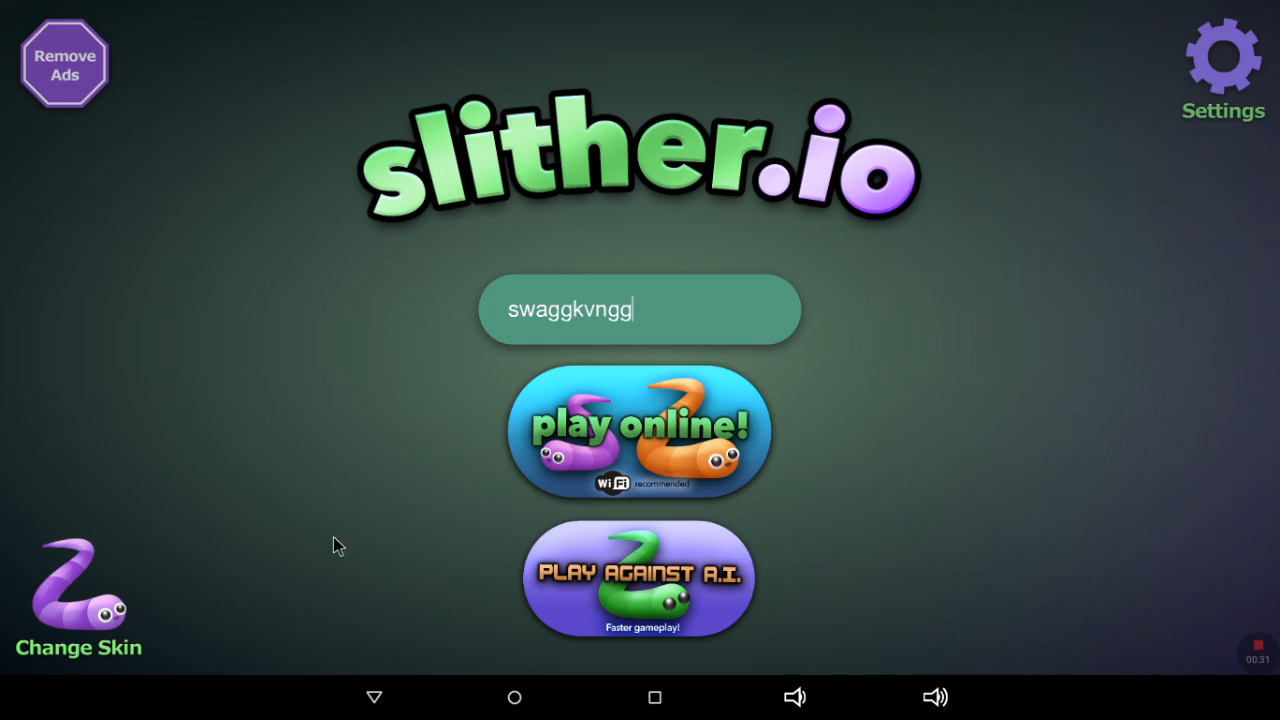 Remove
Ads
Settings
slither.io
swaggkvngg
play online!
WiFi recommended
PLAY AGAINST A.I.
Faster gameplay!
Change Skin
00:31